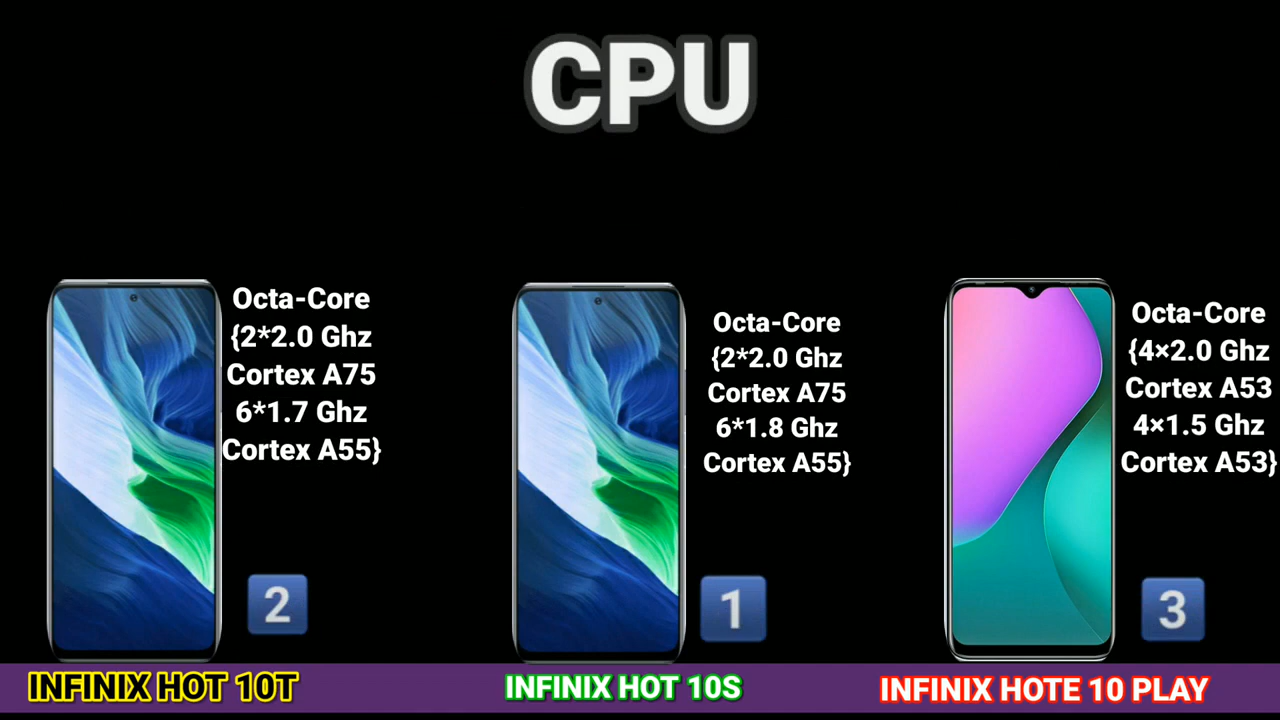 CPU
Octa-Core
{2*2.0 Ghz
Cortex A75
6*1.7 Ghz
Cortex A55}
2
INFINIX HOT 10T
Octa-Core
{2*2.0 Ghz
Cortex A75
6*1.8 Ghz
Cortex A55}
1
INFINIX HOT 10S
Octa-Core
{4×2.0 Ghz
Cortex A53
4×1.5 Ghz
Cortex A53}
3
INFINIX HOTE 10 PLAY